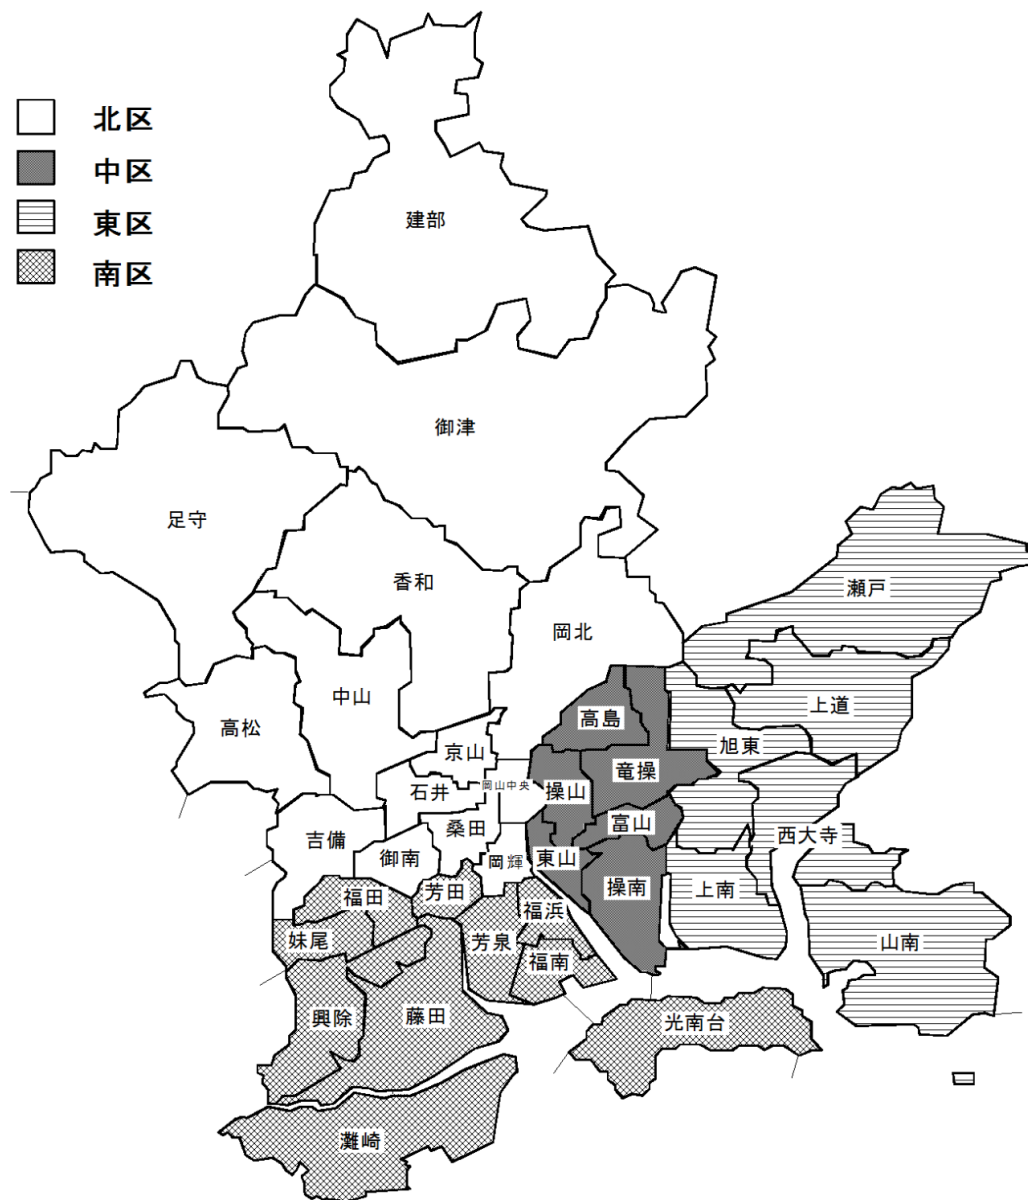 北区
中区
東区
南区
建部
御津
足守
香和
瀬戸
岡北
中山
上道
高島
高松
旭東
京山
竜操
岡山中央
石井
操山
富山
桑田
西大寺
吉備
御南
岡輝
東山
操南
上南
芳田
福田
福浜
妹尾
芳泉
山南
福南
興除
藤田
光南台
灘崎